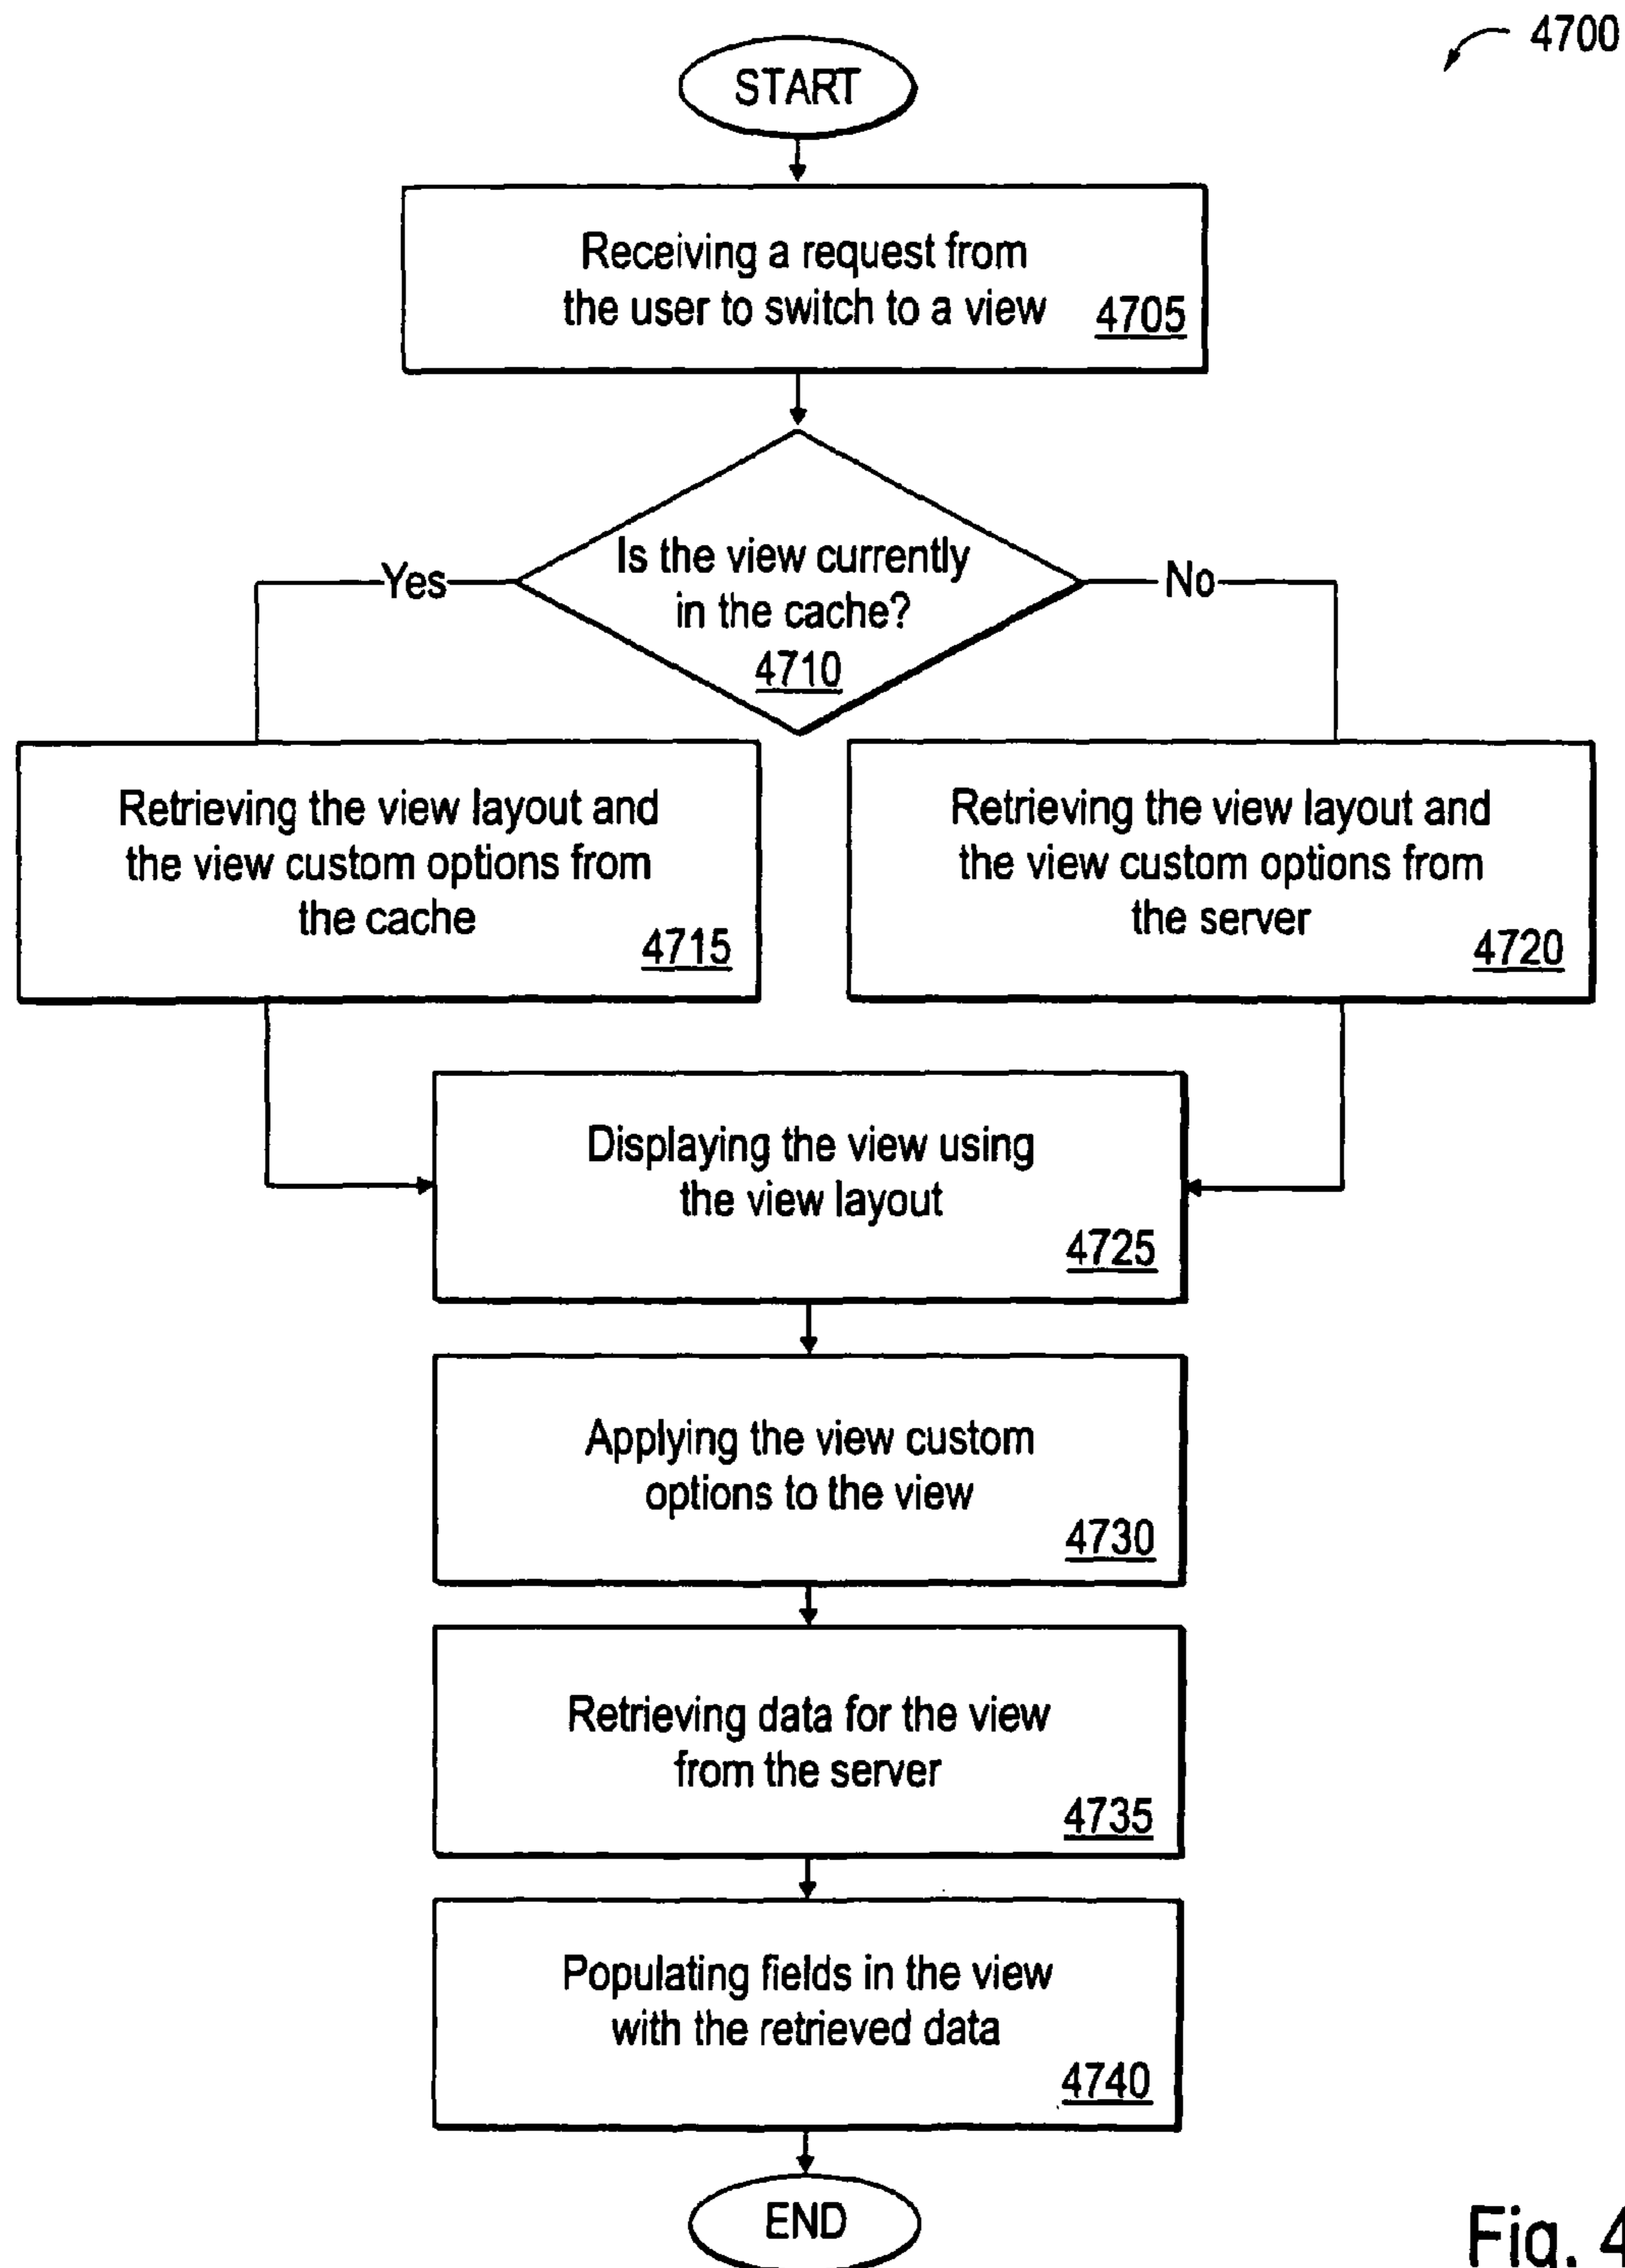 4700
START
Receiving a request from
the user to switch to a view
4705
Is the view currently
in the cache?
4710
Yes
No
Retrieving the view layout and
the view custom options from
the cache
4715
Retrieving the view layout and
the view custom options from
the server
4720
Displaying the view using
the view layout
4725
Applying the view custom
options to the view
4730
Retrieving data for the view
from the server
4735
Populating fields in the view
with the retrieved data
4740
END
Fig. 4